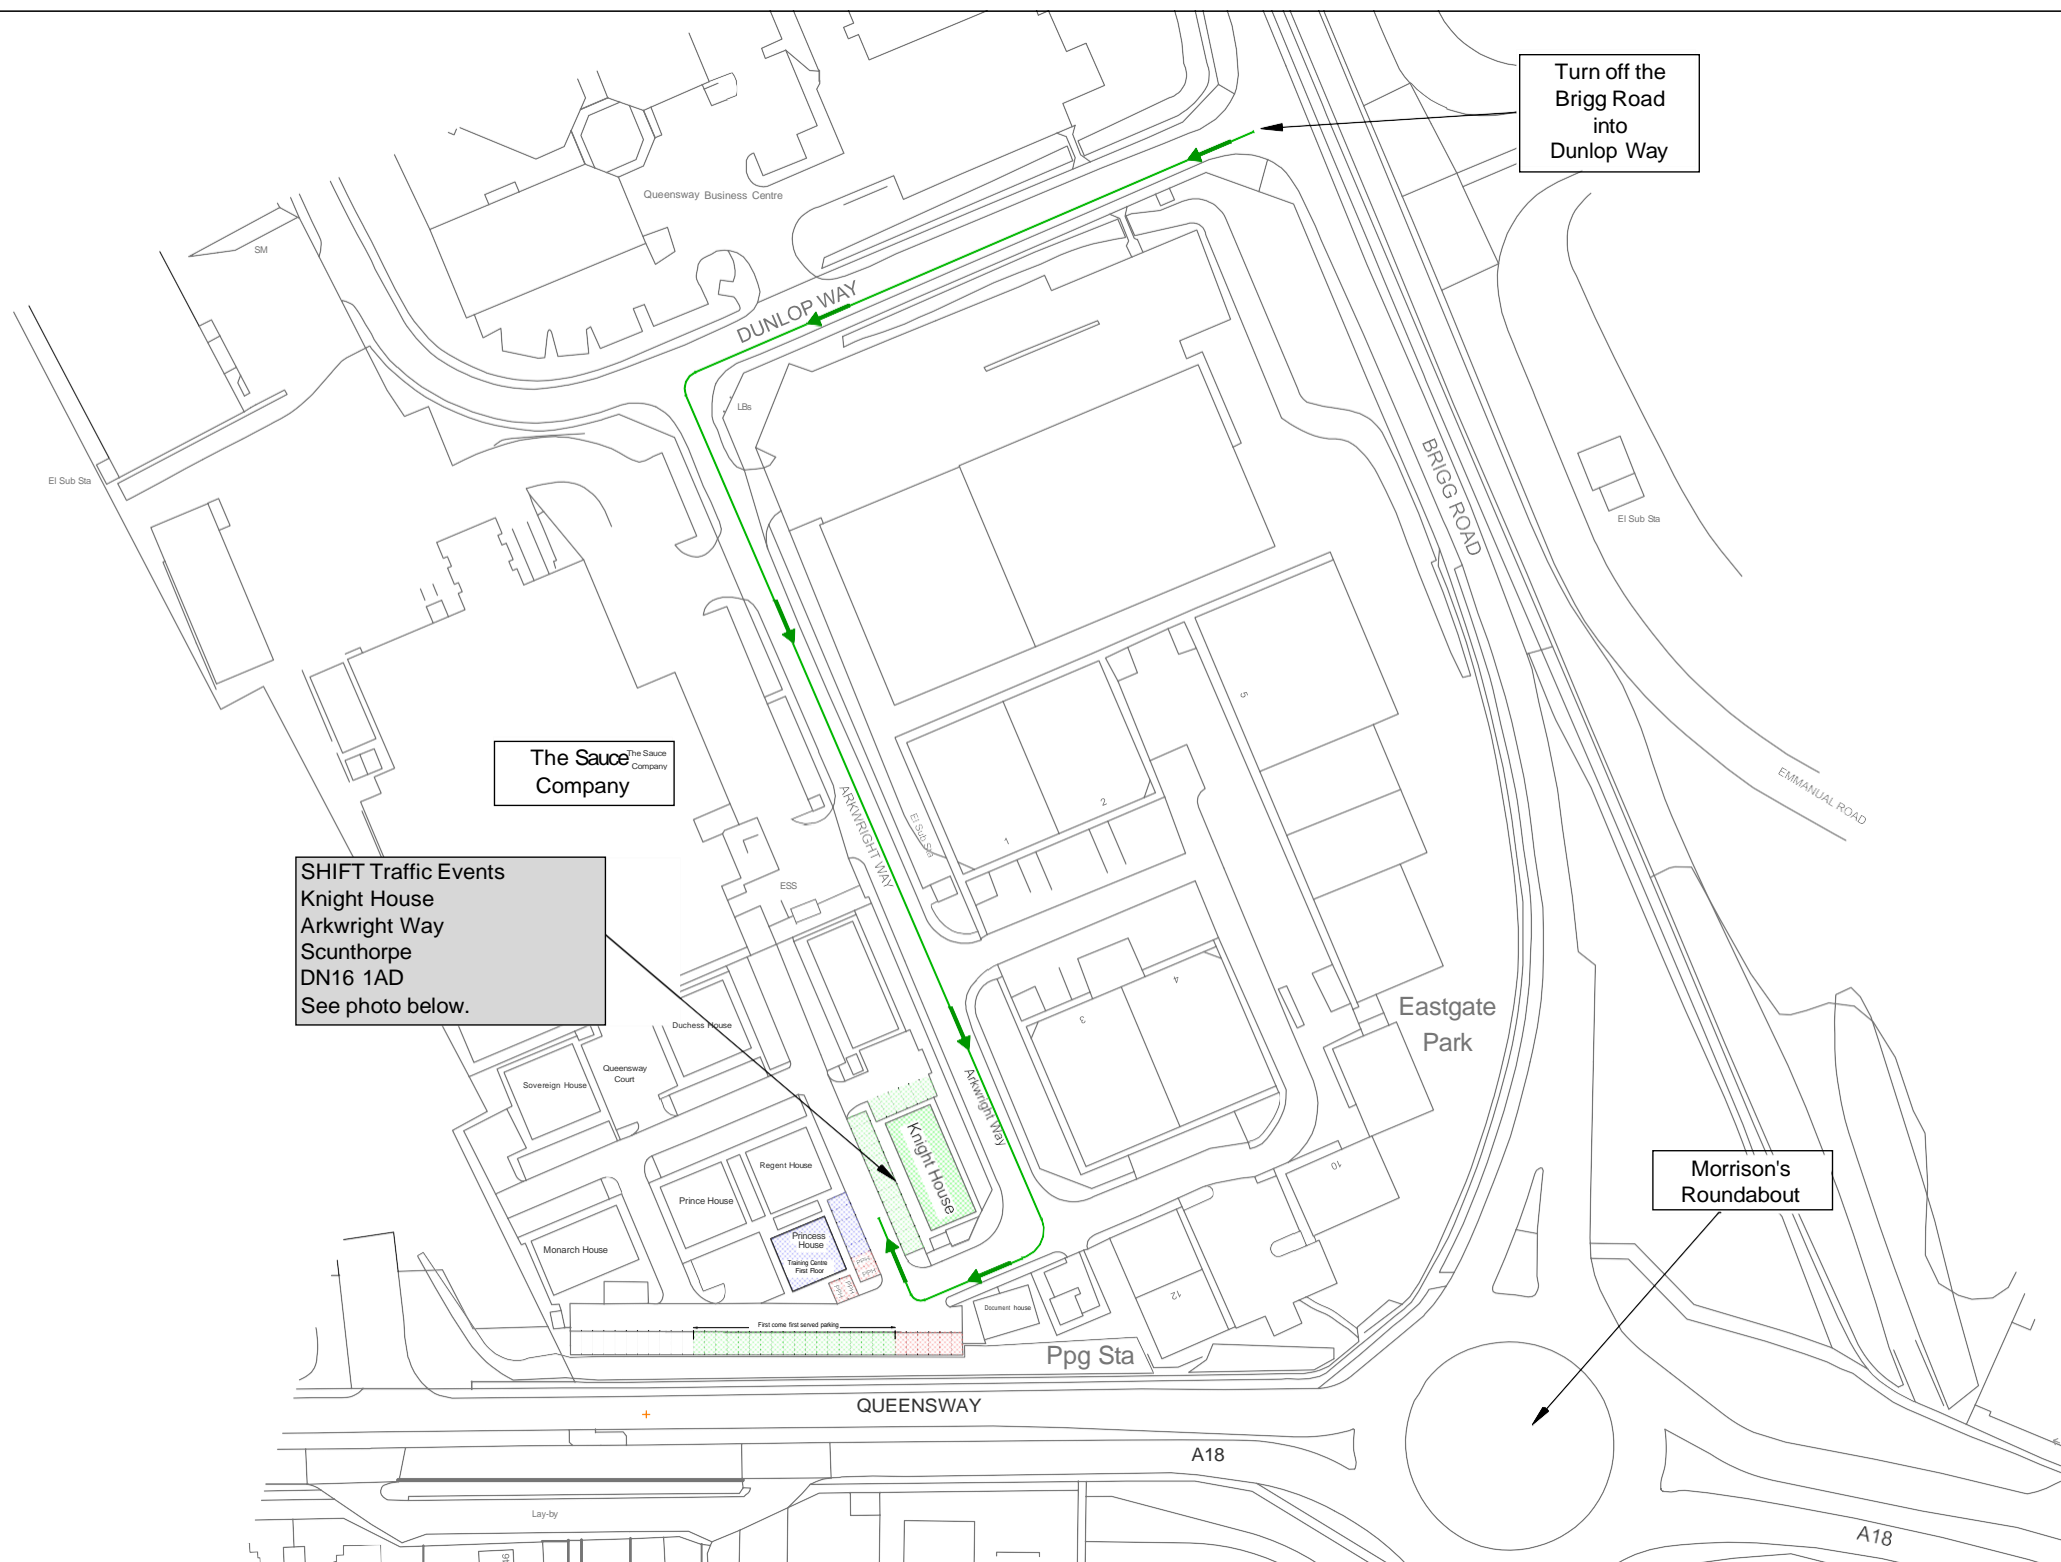 Turn off the
Brigg Road
into
Dunlop Way
Queensway Business Centre
SM
DUNLOP WAY
LBs
El Sub Sta
BRIGG ROAD
El Sub Sta
5
The Sauce
Company
The Sauce
Company
EMMANUAL ROAD
ARKWRIGHT WAY
El Sub Sta
1
2
SHIFT Traffic Events
Knight House
Arkwright Way
Scunthorpe
DN16 1AD
See photo below.
ESS
4
3
Eastgate
Park
Duchess House
Queensway
Court
Sovereign House
Arkwright Way
Knight House
Regent House
Prince House
10
Morrison's
Roundabout
Princess
House
Training Centre
First Floor
Monarch House
PPH
PPH
PPH
PPH
12
Document house
First come first served parking
Ppg Sta
QUEENSWAY
A18
Lay-by
A18